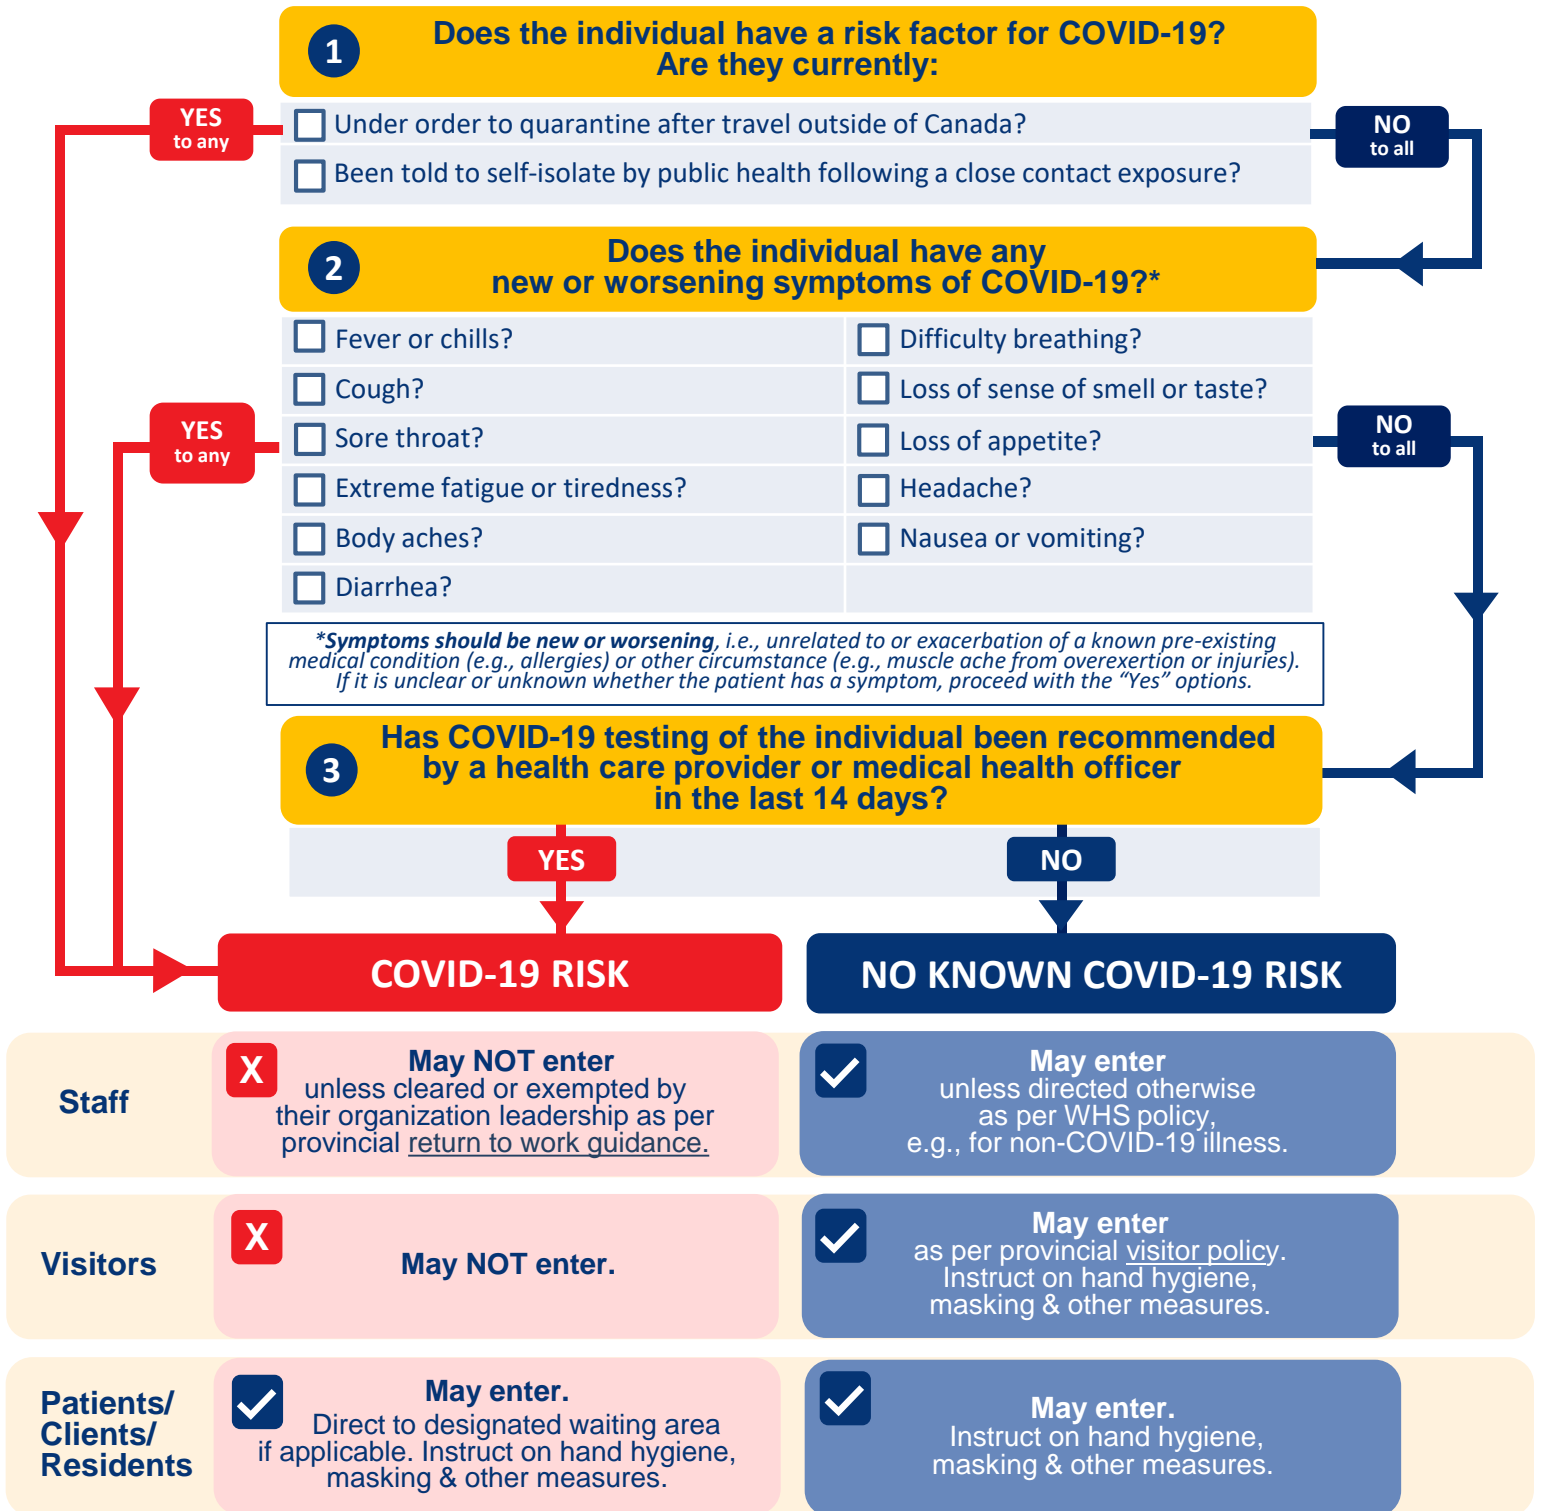 1
Does the individual have a risk factor for COVID-19?
Are they currently:
YES
to any
Under order to quarantine after travel outside of Canada?
NO
to all
Been told to self-isolate by public health following a close contact exposure?
2
Does the individual have any
new or worsening symptoms of COVID-19?*
Fever or chills?
Difficulty breathing?
Cough?
Loss of sense of smell or taste?
YES
to any
Sore throat?
Loss of appetite?
NO
to all
Extreme fatigue or tiredness?
Headache?
Body aches?
Nausea or vomiting?
Diarrhea?
*Symptoms should be new or worsening, i.e., unrelated to or exacerbation of a known pre-existing
medical condition (e.g., allergies) or other circumstance (e.g., muscle ache from overexertion or injuries).
If it is unclear or unknown whether the patient has a symptom, proceed with the “Yes” options.
3
Has COVID-19 testing of the individual been recommended
by a health care provider or medical health officer
in the last 14 days?
YES
NO
COVID-19 RISK
NO KNOWN COVID-19 RISK
Staff
X
May NOT enter
unless cleared or exempted by
their organization leadership as per
provincial return to work guidance.
May enter
unless directed otherwise
as per WHS policy,
e.g., for non-COVID-19 illness.
Visitors
X
May NOT enter.
May enter
as per provincial visitor policy.
Instruct on hand hygiene,
masking & other measures.
Patients/
Clients/
Residents
May enter.
Direct to designated waiting area
if applicable. Instruct on hand hygiene,
masking & other measures.
May enter.
Instruct on hand hygiene,
masking & other measures.